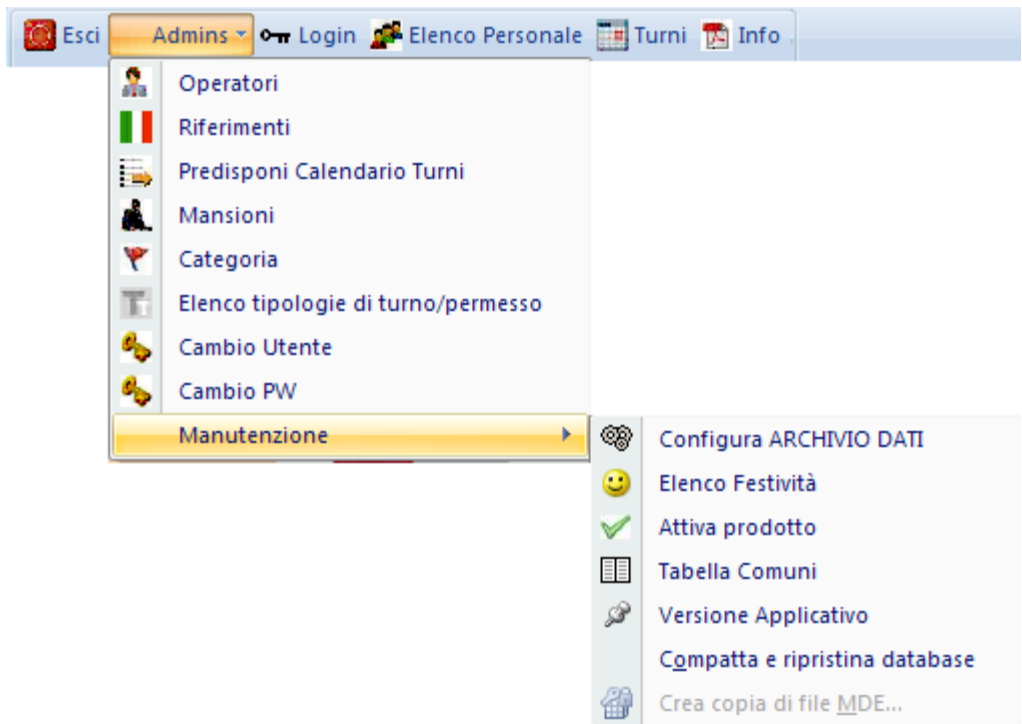 Esci Admins Login Elenco Personale Turni Info
Operatori
Riferimenti
Predisponi Calendario Turni
Mansioni
Categoria
Elenco tipologie di turno/permesso
Cambio Utente
Cambio PW
Manutenzione
Configura ARCHIVIO DATI
Elenco Festività
Attiva prodotto
Tabella Comuni
Versione Applicativo
Compatta e ripristina database
Crea copia di file MDE...